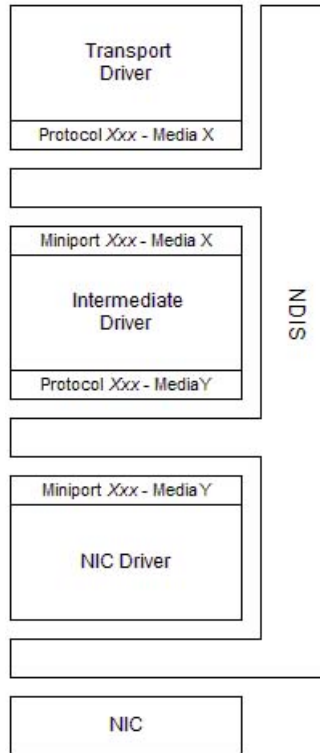 Transport
Driver
Protocol Xxx - Media X
Miniport Xxx - Media X
Intermediate
Driver
Protocol Xxx - MediaY
NDIS
Miniport Xxx - MediaY
NIC Driver
NIC